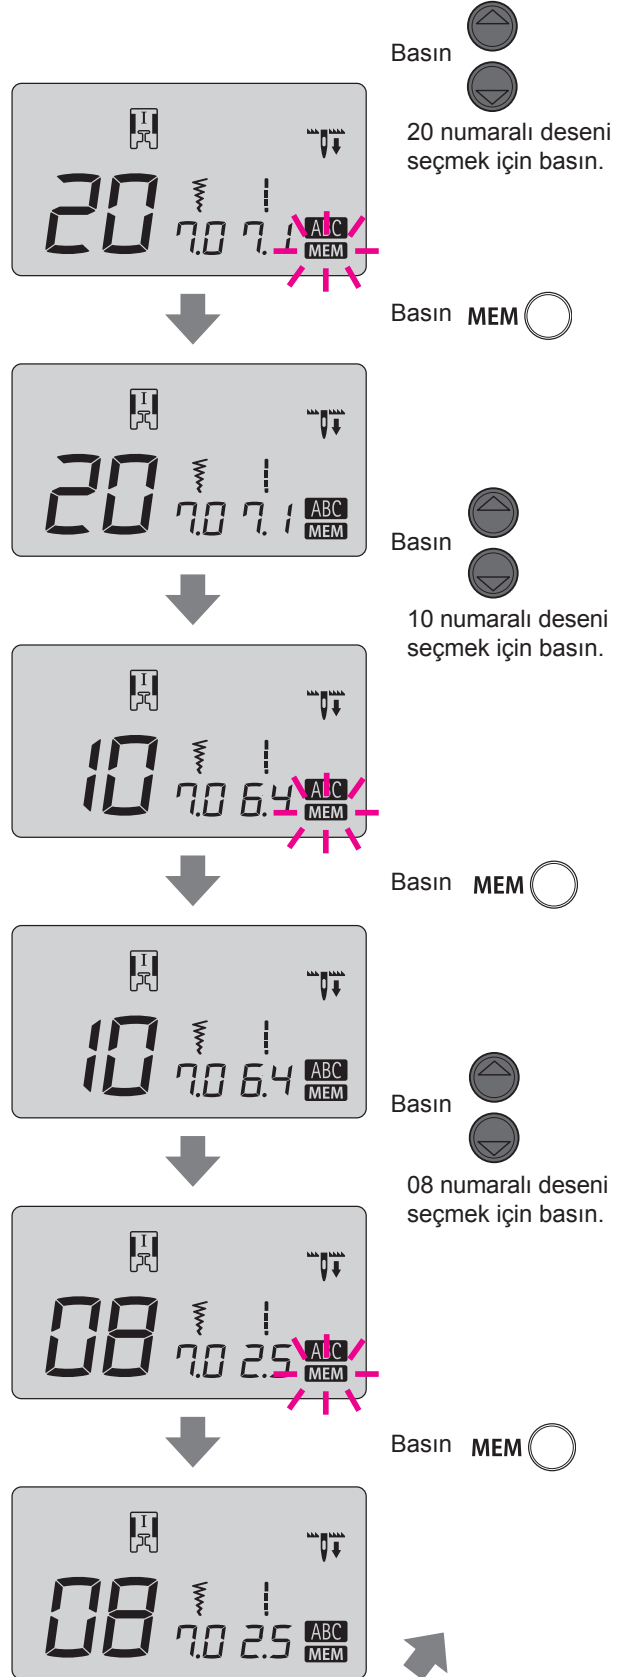 Basın
20 numaralı deseni
seçmek için basın.
I
20 7.0 7.1 ABC
MEM
Basın MEM
I
20 7.0 7.1 ABC
MEM
Basın
10 numaralı deseni
seçmek için basın.
I
10 7.0 6.4 ABC
MEM
Basın MEM
I
10 7.0 6.4 ABC
MEM
Basın
08 numaralı deseni
seçmek için basın.
I
08 7.0 2.5 ABC
MEM
Basın MEM
I
08 7.0 2.5 ABC
MEM